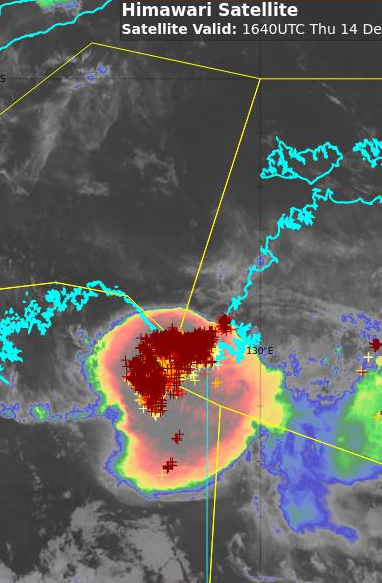 Himawari Satellite
Satellite Valid: 1640UTC Thu 14 De
S
130°E